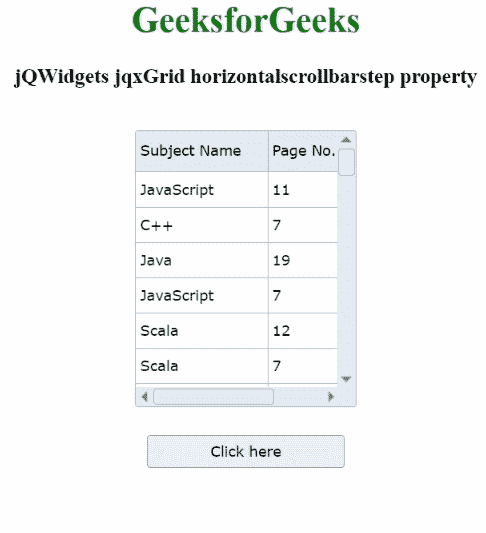 GeeksforGeeks
jQWidgets jqxGrid horizontalscrollbarstep property
Subject Name Page No.
JavaScript 11
C++ 7
Java 19
JavaScript 7
Scala 12
Scala 7
Click here